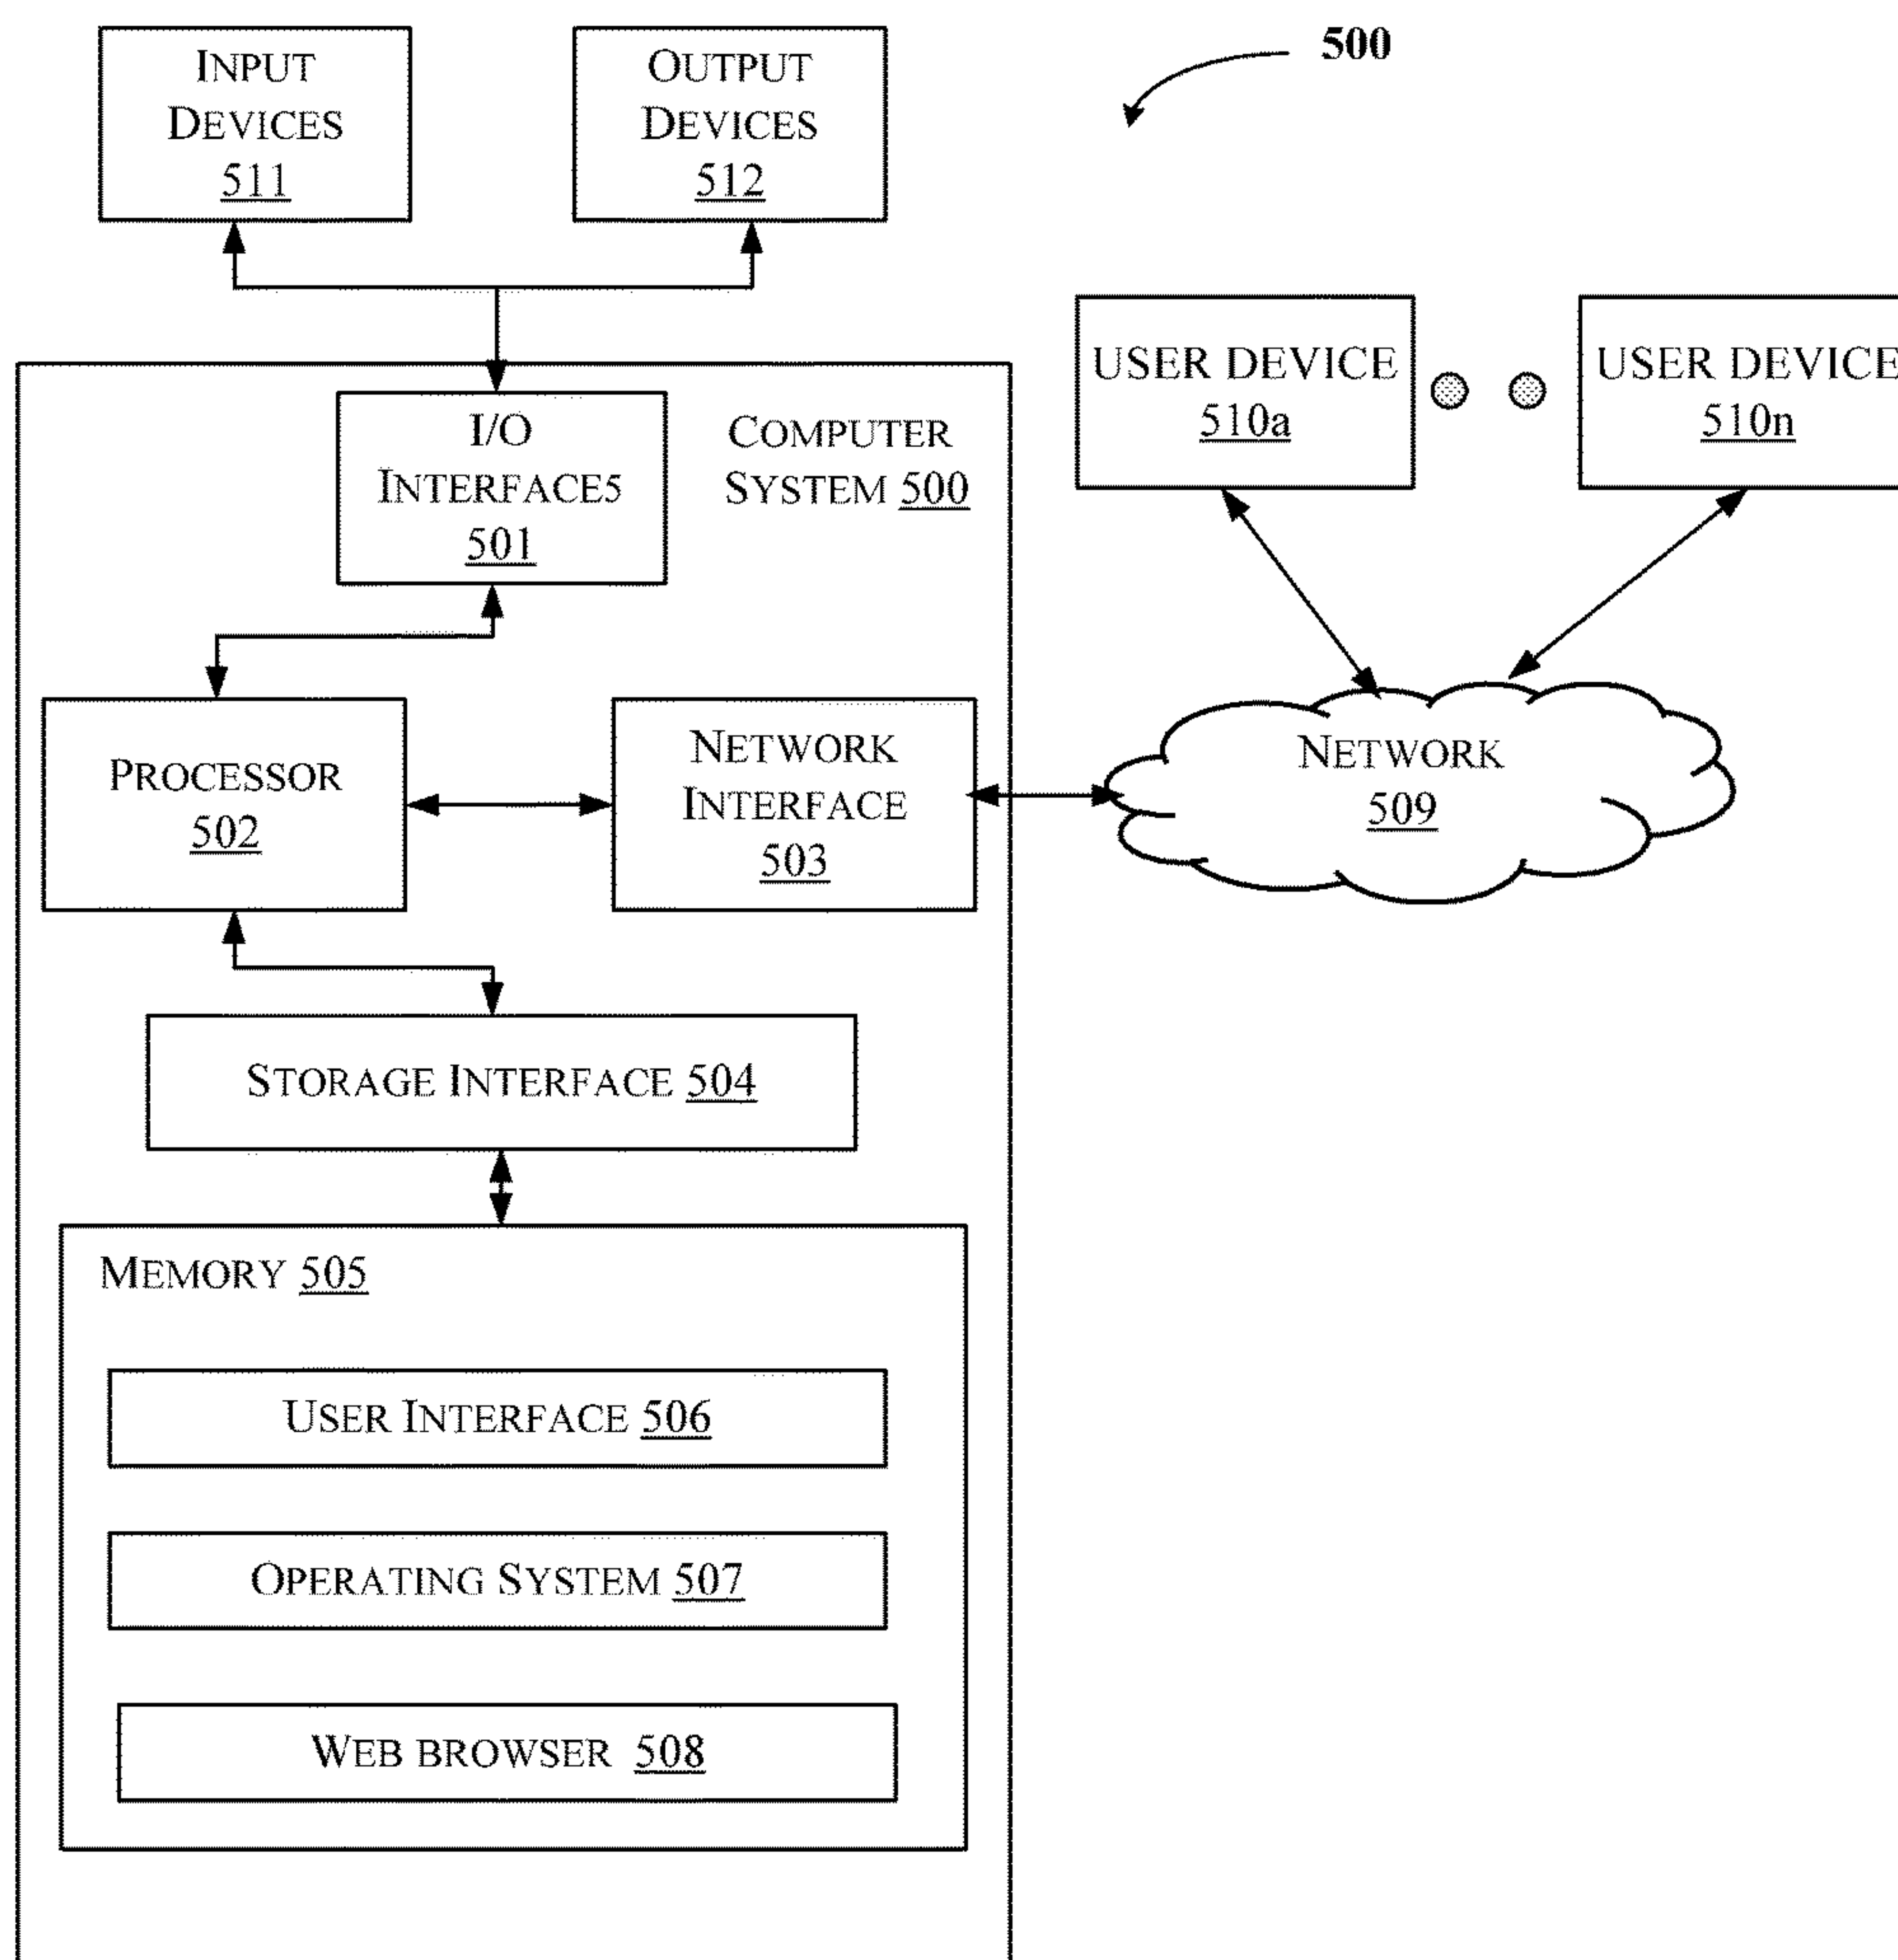 INPUT
DEVICES
511
OUTPUT
DEVICES
512
500
I/O
INTERFACE5
501
COMPUTER
SYSTEM 500
USER DEVICE
510a
USER DEVICE
510n
PROCESSOR
502
NETWORK
INTERFACE
503
NETWORK
509
STORAGE INTERFACE 504
MEMORY 505
USER INTERFACE 506
OPERATING SYSTEM 507
WEB BROWSER 508